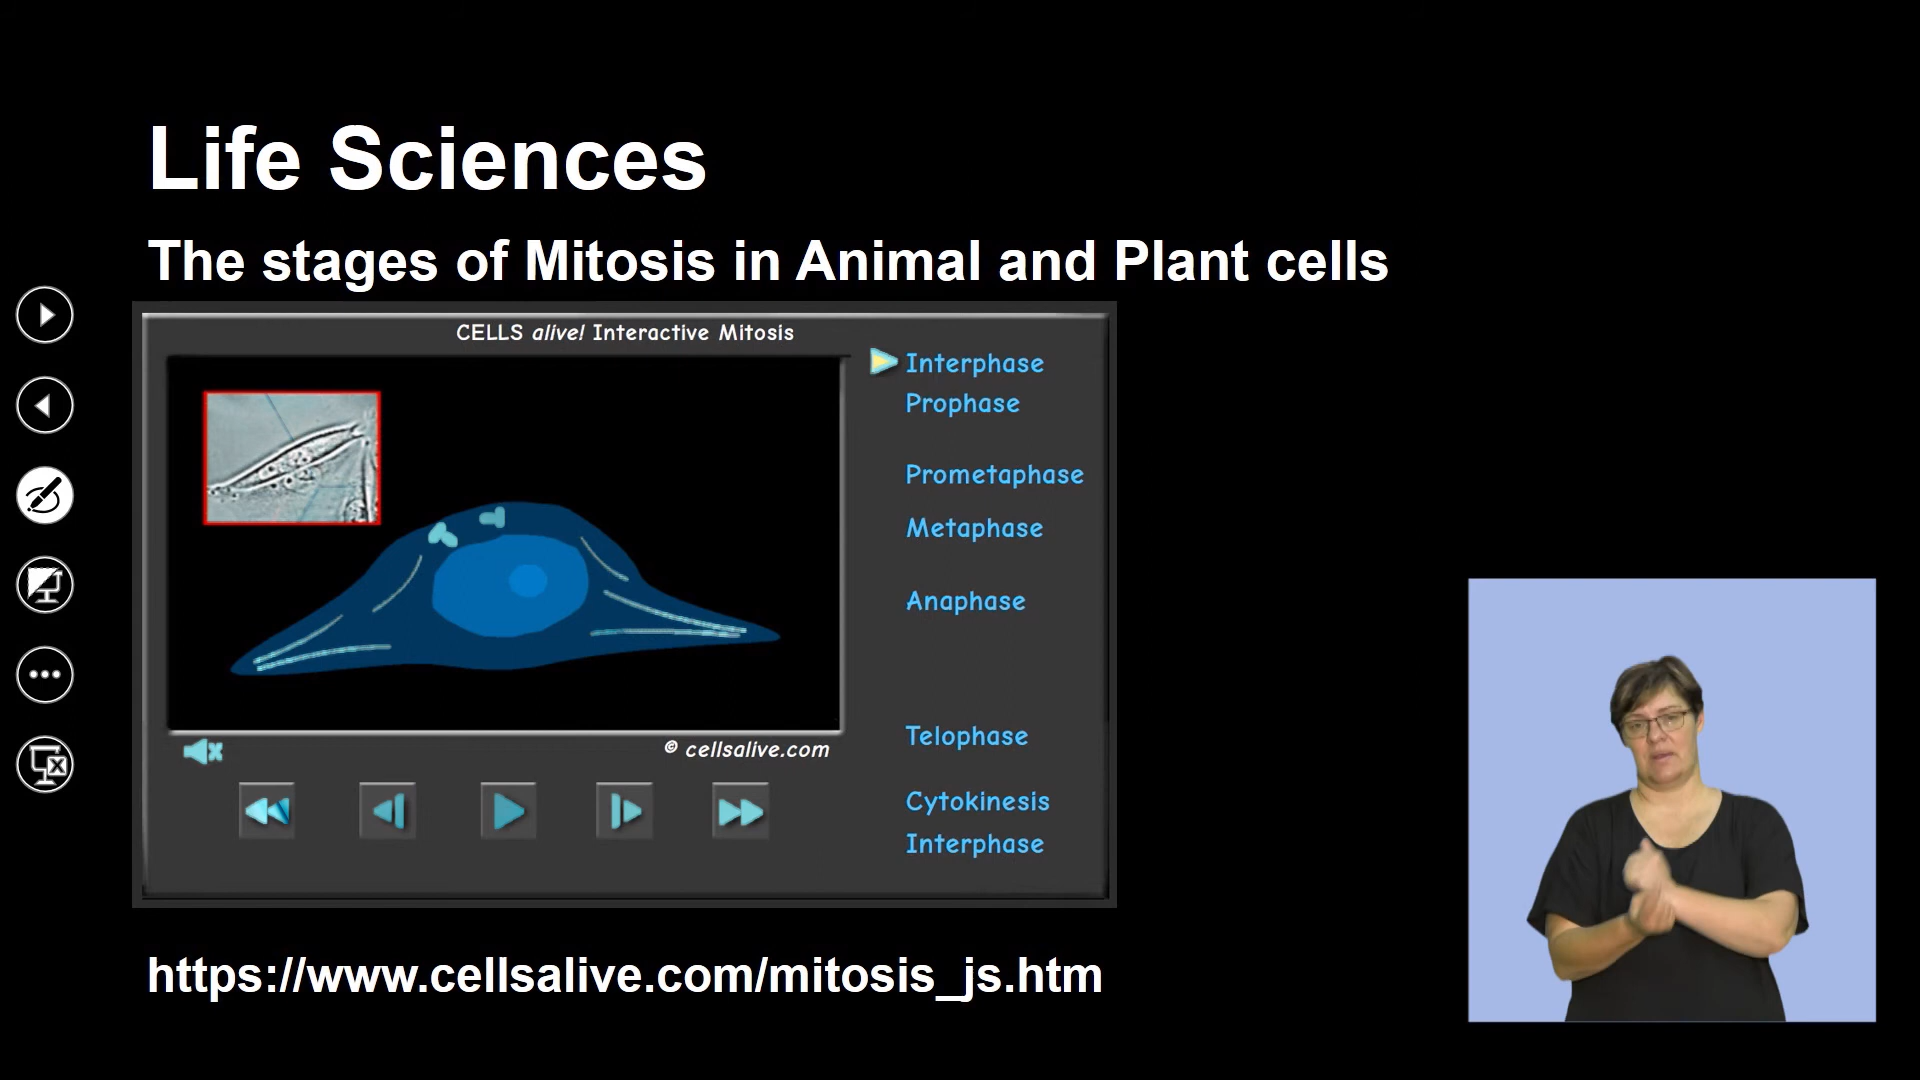 Life Sciences
The stages of Mitosis in Animal and Plant cells
CELLS alive! Interactive Mitosis
Interphase
Prophase
Prometaphase
Metaphase
Anaphase
Telophase
Cytokinesis
Interphase
© cellsalive.com
https://www.cellsalive.com/mitosis_js.htm